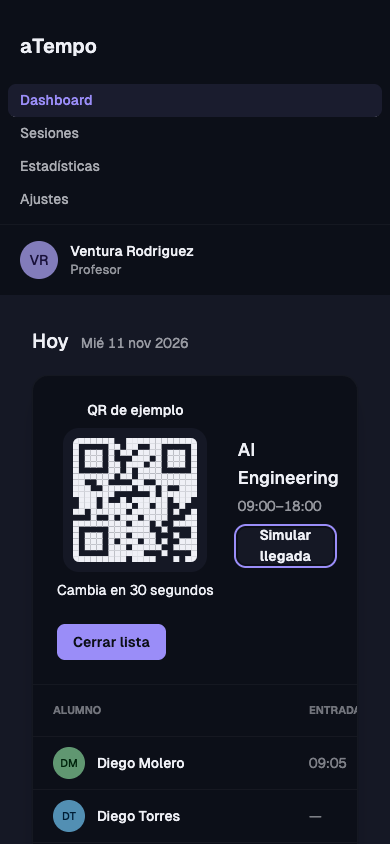 aTempo
Dashboard
Sesiones
Estadísticas
Ajustes
VR
Ventura Rodriguez
Profesor
Hoy Mié 11 nov 2026
QR de ejemplo
AI
Engineering
09:00–18:00
Simular
llegada
Cambia en 30 segundos
Cerrar lista
ALUMNO ENTRADA
DM Diego Molero 09:05
DT Diego Torres —